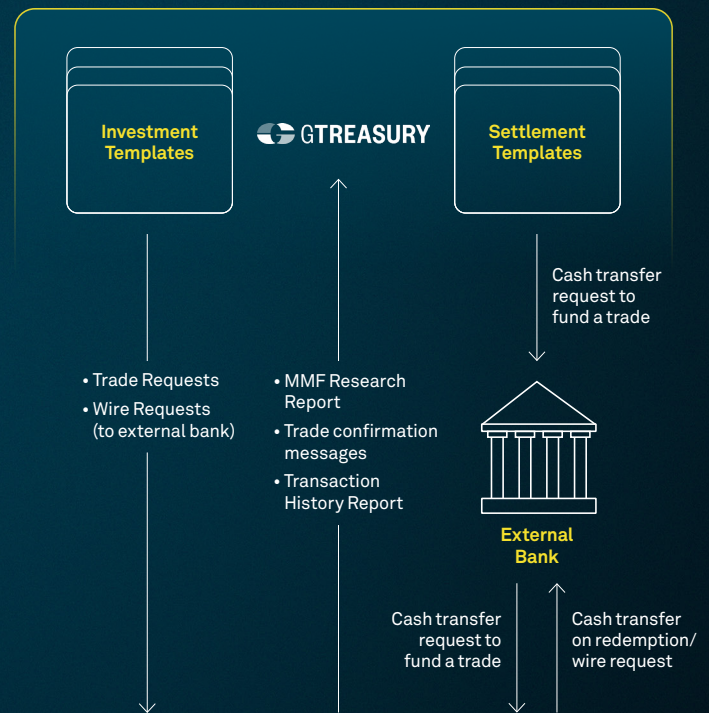 Investment
Templates
GTREASURY
Settlement
Templates
Cash transfer
request to
fund a trade
• Trade Requests
• Wire Requests
(to external bank)
• MMF Research
Report
• Trade confirmation
messages
• Transaction
History Report
External
Bank
Cash transfer
request to
fund a trade
Cash transfer
on redemption/
wire request